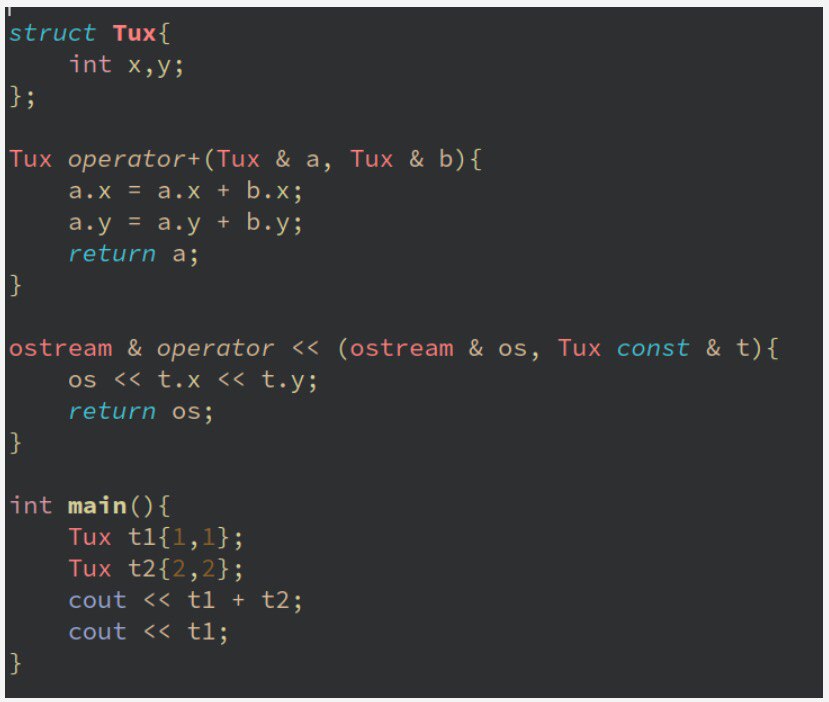 struct Tux{
    int x,y;
};

Tux operator+(Tux & a, Tux & b){
    a.x = a.x + b.x;
    a.y = a.y + b.y;
    return a;
}

ostream & operator << (ostream & os, Tux const & t){
    os << t.x << t.y;
    return os;
}

int main(){
    Tux t1{1,1};
    Tux t2{2,2};
    cout << t1 + t2;
    cout << t1;
}